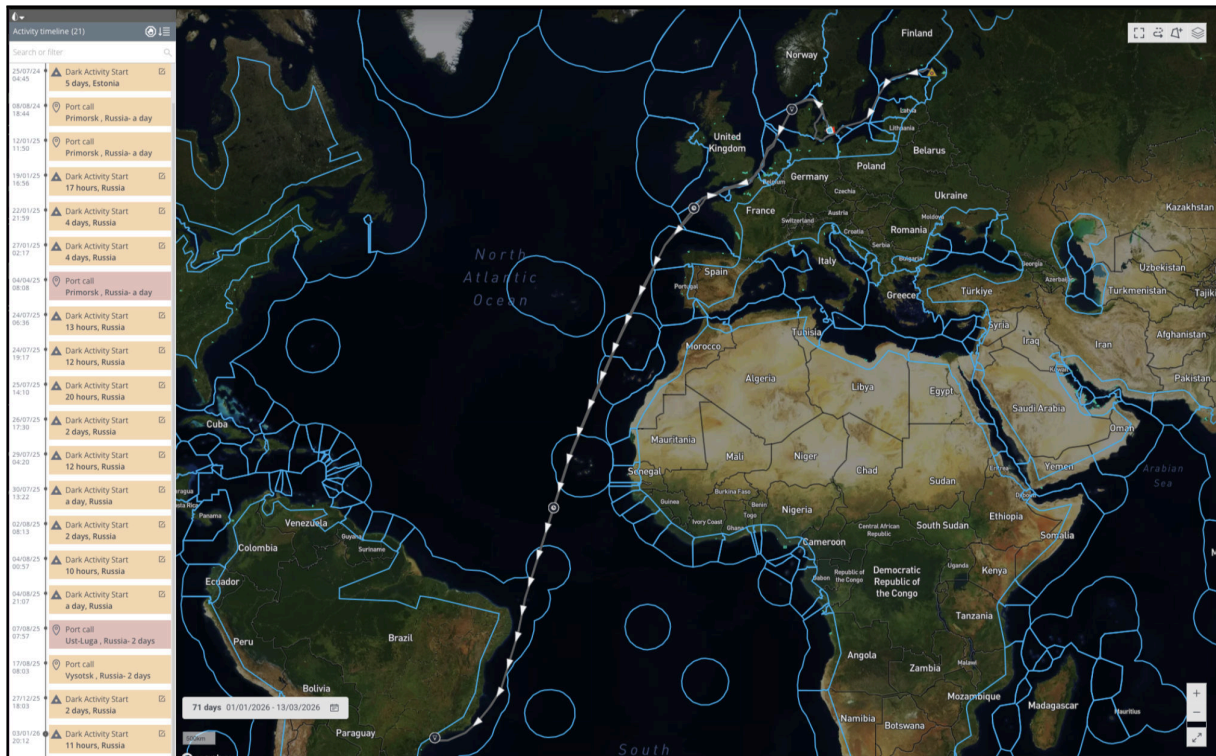 Activity timeline (21)
Search or filter
25/07/24
04:45
Dark Activity Start
5 days, Estonia
08/08/24
18:44
Port call
Primorsk , Russia- a day
12/01/25
11:50
Port call
Primorsk , Russia- a day
19/01/25
16:56
Dark Activity Start
17 hours, Russia
22/01/25
21:59
Dark Activity Start
4 days, Russia
27/01/25
02:17
Dark Activity Start
4 days, Russia
04/04/25
08:08
Port call
Primorsk , Russia- a day
24/07/25
06:36
Dark Activity Start
13 hours, Russia
24/07/25
19:17
Dark Activity Start
12 hours, Russia
25/07/25
14:10
Dark Activity Start
20 hours, Russia
26/07/25
17:30
Dark Activity Start
2 days, Russia
29/07/25
04:20
Dark Activity Start
12 hours, Russia
30/07/25
13:22
Dark Activity Start
a day, Russia
02/08/25
08:13
Dark Activity Start
2 days, Russia
04/08/25
00:57
Dark Activity Start
10 hours, Russia
04/08/25
21:07
Dark Activity Start
a day, Russia
07/08/25
07:57
Port call
Ust-Luga , Russia- 2 days
17/08/25
08:03
Port call
Vysotsk , Russia- 2 days
27/12/25
18:03
Dark Activity Start
2 days, Russia
03/01/26
20:12
Dark Activity Start
11 hours, Russia
Finland
Norway
Latvia
Lithuania
United
Kingdom
Belarus
Poland
Belgium
Germany
Czechia
Ukraine
Kazakhstan
France
Austria
Switzerland
Moldova
Croatia
Romania
Serbia
North
Atlantic
Ocean
Italy
Bulgaria
Georgia
Uzbekistan
Spain
Azerbaijan
Portugal
Greece
Türkiye
Turkmenistan
Tajiki
Tunisia
Syria
Afghanistan
Morocco
Iraq
Iran
Kuwait
Pakistan
Algeria
Libya
Egypt
Saudi Arabia
Cuba
Oman
Mauritania
Mali
Niger
Chad
Sudan
Eritrea
Yemen
Arabian
Sea
Senegal
Burkina Faso
Djibouti
Guinea
Benin
Nigeria
Togo
Ivory Coast
Ghana
Ethiopia
South Sudan
Central African
Republic
Somalia
Cameroon
Panama
Venezuela
Guyana
Suriname
Colombia
Uganda
Kenya
Gabon
Republic of
the Congo
Democratic
Republic of
the Congo
Ecuador
Tanzania
Brazil
Peru
Angola
Malawi
Zambia
Bolivia
Mozambique
Madagascar
Mauritius
Namibia
Botswana
71 days 01/01/2026 - 13/03/2026
Paraguay
South